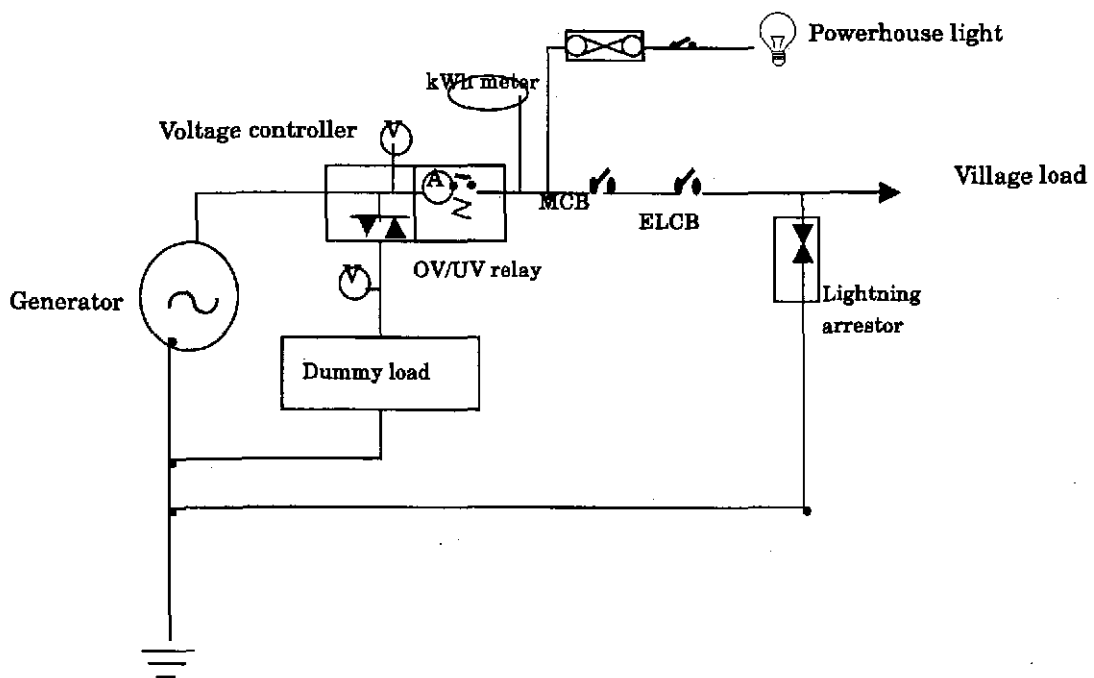 Powerhouse light
kWh meter
Voltage controller
V
A
MCB
ELCB
Village load
OV/UV relay
V
Generator
Lightning
arrestor
Dummy load